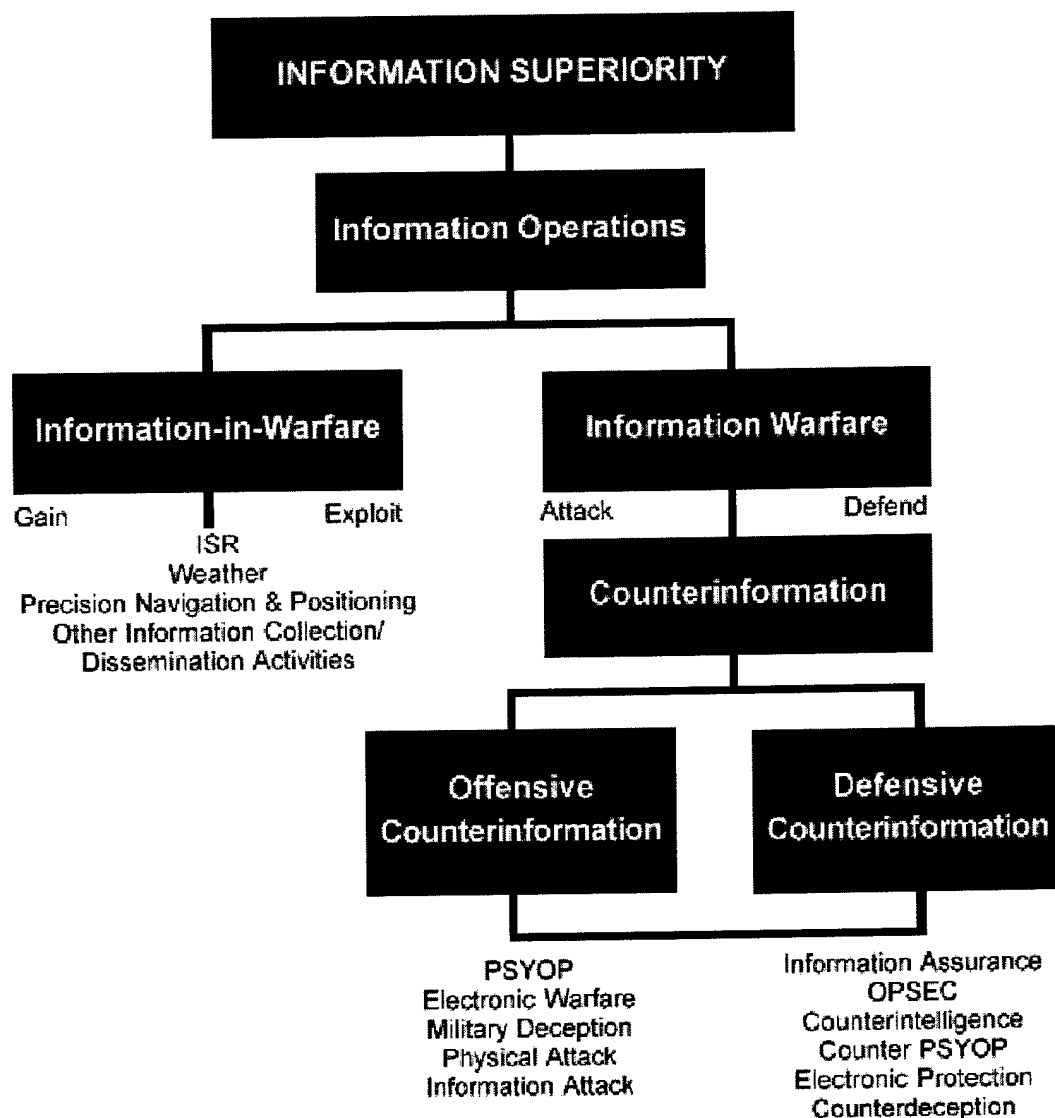 INFORMATION SUPERIORITY
Information Operations
Information-in-Warfare
Information Warfare
Gain
Exploit
Attack
Defend
ISR
Weather
Precision Navigation & Positioning
Other Information Collection/
Dissemination Activities
Counterinformation
Offensive
Counterinformation
Defensive
Counterinformation
PSYOP
Electronic Warfare
Military Deception
Physical Attack
Information Attack
Information Assurance
OPSEC
Counterintelligence
Counter PSYOP
Electronic Protection
Counterdeception